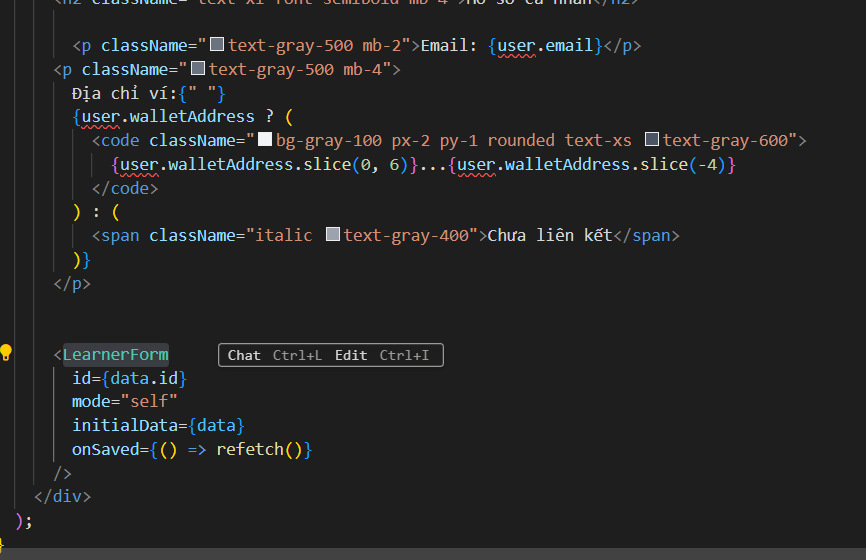 <h2 className="text-xl font-semibold mb-4">Hồ sơ cá nhân</h2>
<p className="text-gray-500 mb-2">Email: {user.email}</p>
<p className="text-gray-500 mb-4">
Địa chỉ ví:{" "}
{user.walletAddress ? (
<code className="bg-gray-100 px-2 py-1 rounded text-xs text-gray-600">
{user.walletAddress.slice(0, 6)}...{user.walletAddress.slice(-4)}
</code>
) : (
<span className="italic text-gray-400">Chưa liên kết</span>
)}
</p>
<LearnerForm
Chat Ctrl+L Edit Ctrl+I
id={data.id}
mode="self"
initialData={data}
onSaved={() => refetch()}
/>
</div>
);
}